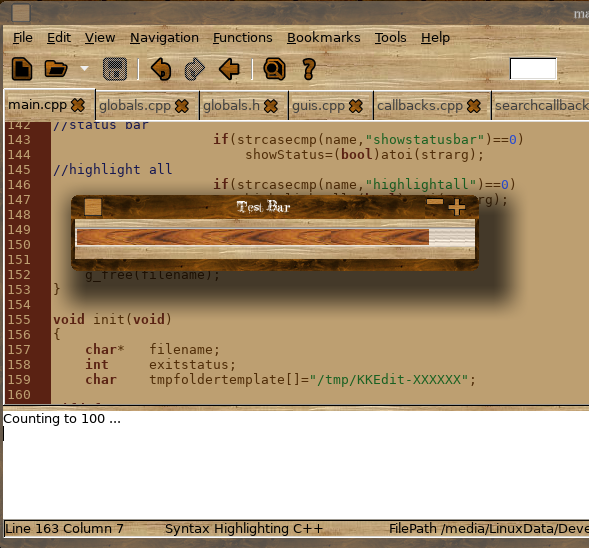 ma
File Edit View Navigation Functions Bookmarks Tools Help
main.cpp globals.cpp globals.h guis.cpp callbacks.cpp searchcallback
142 //status bar
143 if(strcasecmp(name,"showstatusbar")==0)
144 showStatus=(bool)atoi(strarg);
145 //highlight all
146 if(strcasecmp(name,"highlightall")==0)
147
148
Test Bar
149
150
151
152 g_free(filename);
153 }
154
155 void init(void)
156 {
157 char* filename;
158 int exitstatus;
159 char tmpfoldertemplate[]="/tmp/KKEdit-XXXXXX";
160
Counting to 100 ...
Line 163 Column 7 Syntax Highlighting C++ FilePath /media/LinuxData/Deve